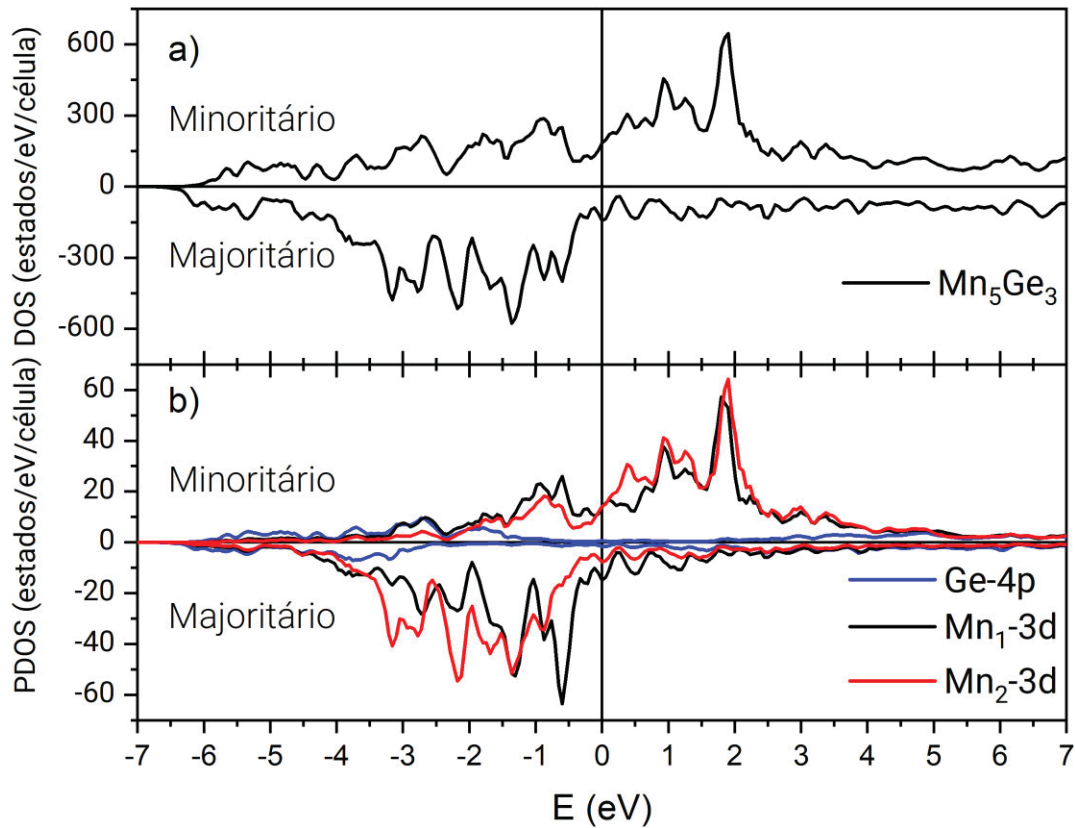 DOS (estados/eV/célula)
600
300
0
-300
-600
a)
Minoritário
Majoritário
Mn₅Ge₃
PDOS (estados/eV/célula)
60
40
20
0
-20
-40
-60
b)
Minoritário
Majoritário
Ge-4p
Mn₁-3d
Mn₂-3d
-7 -6 -5 -4 -3 -2 -1 0 1 2 3 4 5 6 7
E (eV)